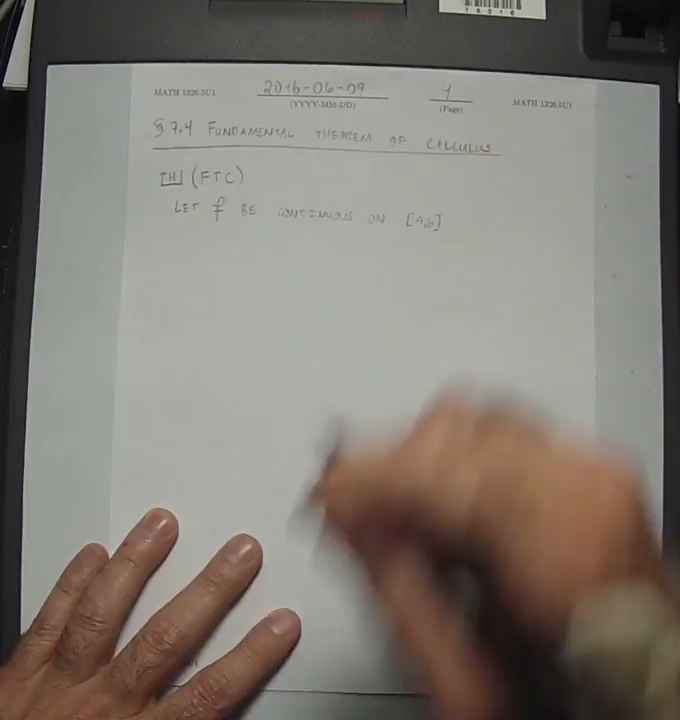 78216
MATH 1226.SU1 2016-06-09 1 MATH 1226.SU1
(YYYY-MM-DD) (Page)
§ 7.4 FUNDAMENTAL THEOREM OF CALCULUS
TH (FTC)
LET f BE CONTINUOUS ON [a,b]